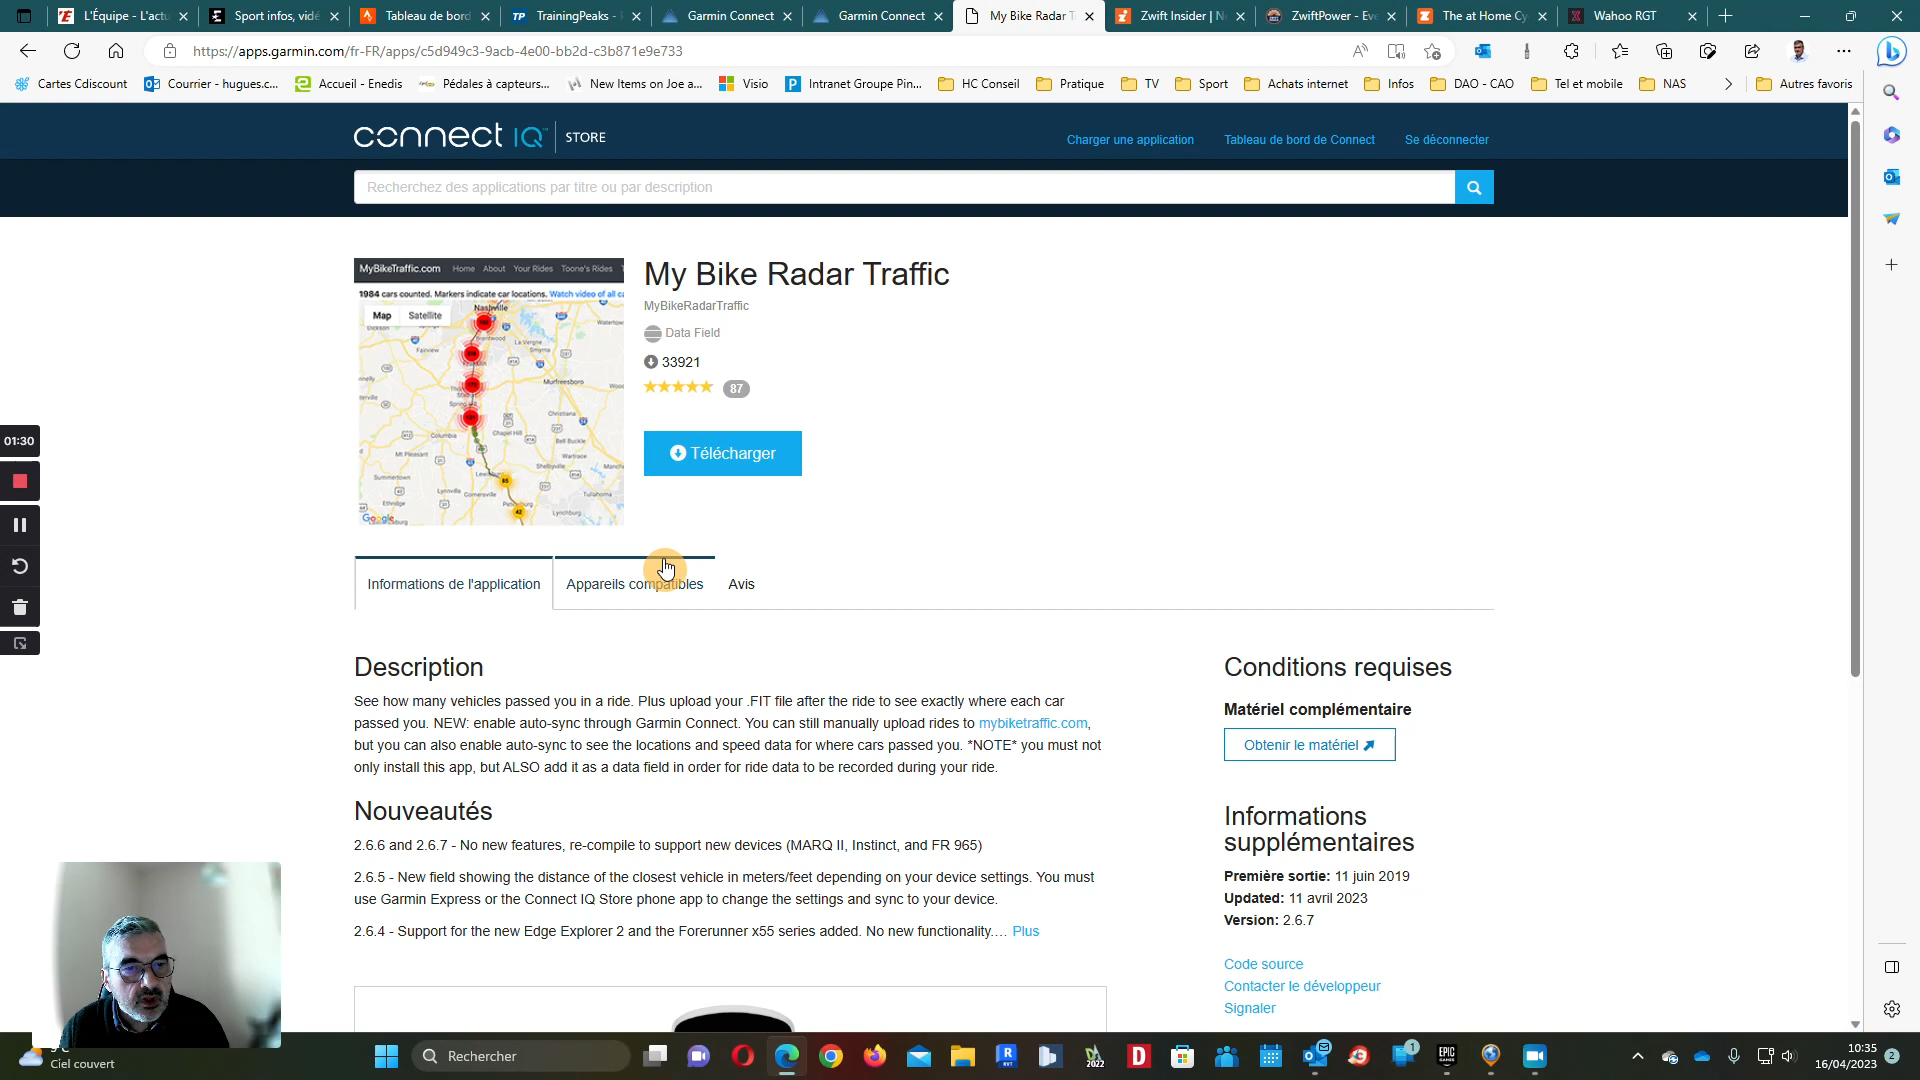 L'Équipe - L'actu
Sport infos, vidé
Tableau de bord
TrainingPeaks -
Garmin Connect
Garmin Connect
My Bike Radar T
Zwift Insider | N
ZwiftPower - Eve
The at Home Cy
Wahoo RGT
https://apps.garmin.com/fr-FR/apps/c5d949c3-9acb-4e00-bb2d-c3b871e9e733
Cartes Cdiscount
Courrier - hugues.c...
Accueil - Enedis
Pédales à capteurs...
New Items on Joe a...
Visio
Intranet Groupe Pin...
HC Conseil
Pratique
TV
Sport
Achats internet
Infos
DAO - CAO
Tel et mobile
NAS
Autres favoris
connect IQ STORE
Charger une application
Tableau de bord de Connect
Se déconnecter
Recherchez des applications par titre ou par description
MyBikeTraffic.com Home About Your Rides Toone's Rides
1984 cars counted. Markers indicate car locations. Watch video of all ca
Map Satellite
Nashville
Google
My Bike Radar Traffic
MyBikeRadarTraffic
Data Field
33921
87
Télécharger
01:30
Informations de l'application
Appareils compatibles
Avis
Description
See how many vehicles passed you in a ride. Plus upload your .FIT file after the ride to see exactly where each car
passed you. NEW: enable auto-sync through Garmin Connect. You can still manually upload rides to mybiketraffic.com,
but you can also enable auto-sync to see the locations and speed data for where cars passed you. *NOTE* you must not
only install this app, but ALSO add it as a data field in order for ride data to be recorded during your ride.
Nouveautés
2.6.6 and 2.6.7 - No new features, re-compile to support new devices (MARQ II, Instinct, and FR 965)
2.6.5 - New field showing the distance of the closest vehicle in meters/feet depending on your device settings. You must
use Garmin Express or the Connect IQ Store phone app to change the settings and sync to your device.
2.6.4 - Support for the new Edge Explorer 2 and the Forerunner x55 series added. No new functionality.... Plus
Conditions requises
Matériel complémentaire
Obtenir le matériel
Informations
supplémentaires
Première sortie: 11 juin 2019
Updated: 11 avril 2023
Version: 2.6.7
Code source
Contacter le développeur
Signaler
Ciel couvert
Rechercher
10:35
16/04/2023
2